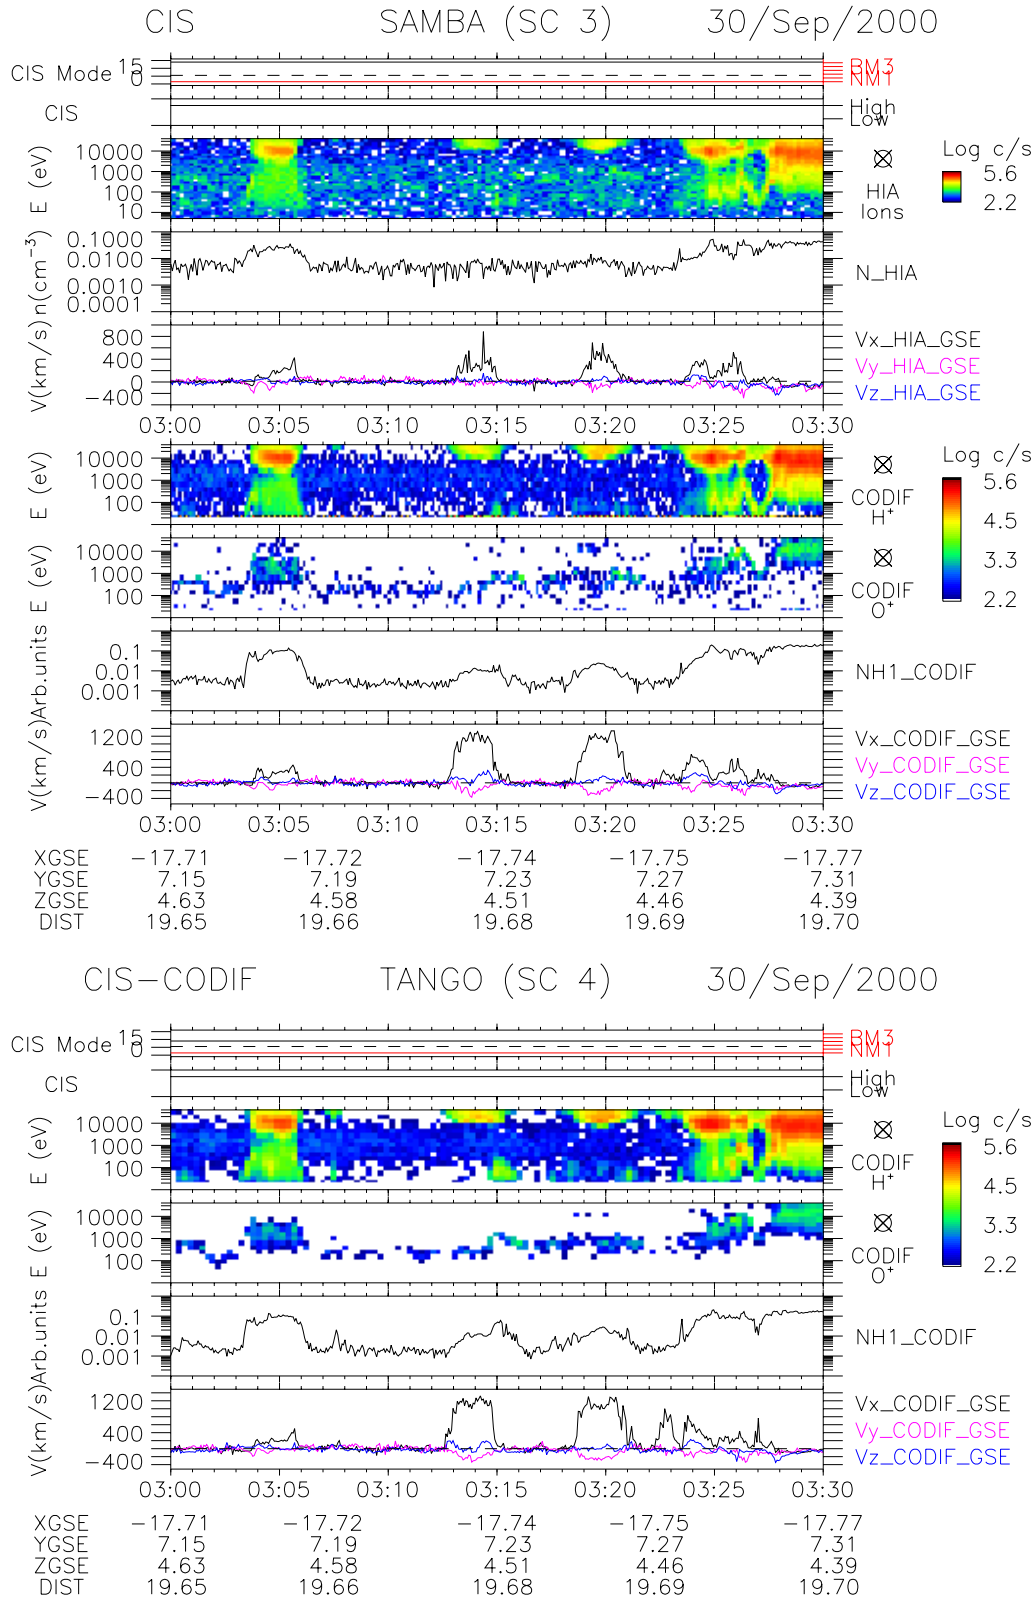 CIS SAMBA (SC 3) 30/Sep/2000
CIS Mode 15 0 BM3 NM1
CIS High Low
E (eV) 10000 1000 100 10 HIA Ions Log c/s 5.6 2.2
n(cm⁻³) 0.1000 0.0100 0.0010 0.0001 N_HIA
V(km/s) 800 400 0 −400 Vx_HIA_GSE
Vy_HIA_GSE
Vz_HIA_GSE
03:00 03:05 03:10 03:15 03:20 03:25 03:30
E (eV) 10000 1000 100 CODIF H⁺ Log c/s 5.6 4.5 3.3 2.2
E (eV) 10000 1000 100 CODIF O⁺
Arb.units 0.1 0.01 0.001 NH1_CODIF
V(km/s) 1200 400 −400 Vx_CODIF_GSE
Vy_CODIF_GSE
Vz_CODIF_GSE
03:00 03:05 03:10 03:15 03:20 03:25 03:30
XGSE −17.71 −17.72 −17.74 −17.75 −17.77
YGSE 7.15 7.19 7.23 7.27 7.31
ZGSE 4.63 4.58 4.51 4.46 4.39
DIST 19.65 19.66 19.68 19.69 19.70
CIS−CODIF TANGO (SC 4) 30/Sep/2000
CIS Mode 15 0 BM3 NM1
CIS High Low
E (eV) 10000 1000 100 CODIF H⁺ Log c/s 5.6 4.5 3.3 2.2
E (eV) 10000 1000 100 CODIF O⁺
Arb.units 0.1 0.01 0.001 NH1_CODIF
V(km/s) 1200 400 −400 Vx_CODIF_GSE
Vy_CODIF_GSE
Vz_CODIF_GSE
03:00 03:05 03:10 03:15 03:20 03:25 03:30
XGSE −17.71 −17.72 −17.74 −17.75 −17.77
YGSE 7.15 7.19 7.23 7.27 7.31
ZGSE 4.63 4.58 4.51 4.46 4.39
DIST 19.65 19.66 19.68 19.69 19.70